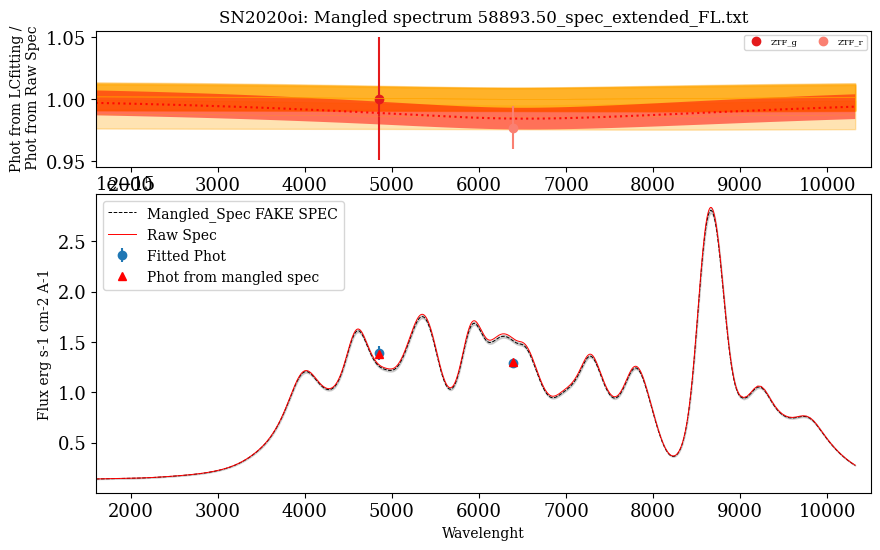 SN2020oi: Mangled spectrum 58893.50_spec_extended_FL.txt
Phot from LCfitting /
Phot from Raw Spec
1.05
1.00
0.95
ZTF_g
ZTF_r
2000 3000 4000 5000 6000 7000 8000 9000 10000
1e−15
Flux erg s-1 cm-2 A-1
2.5
2.0
1.5
1.0
0.5
Mangled_Spec FAKE SPEC
Raw Spec
Fitted Phot
Phot from mangled spec
2000 3000 4000 5000 6000 7000 8000 9000 10000
Wavelenght